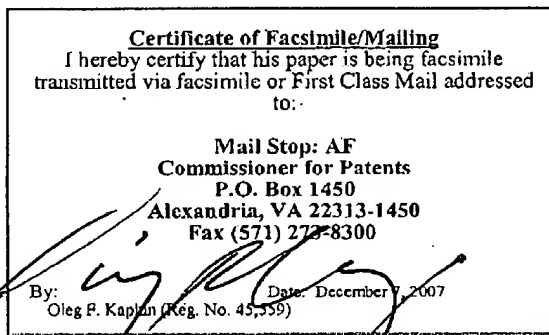 Certificate of Facsimile/Mailing
I hereby certify that his paper is being facsimile
transmitted via facsimile or First Class Mail addressed
to:
Mail Stop: AF
Commissioner for Patents
P.O. Box 1450
Alexandria, VA 22313-1450
Fax (571) 273-8300
By: Date: December 7, 2007
Oleg F. Kaplan (Reg. No. 45,559)